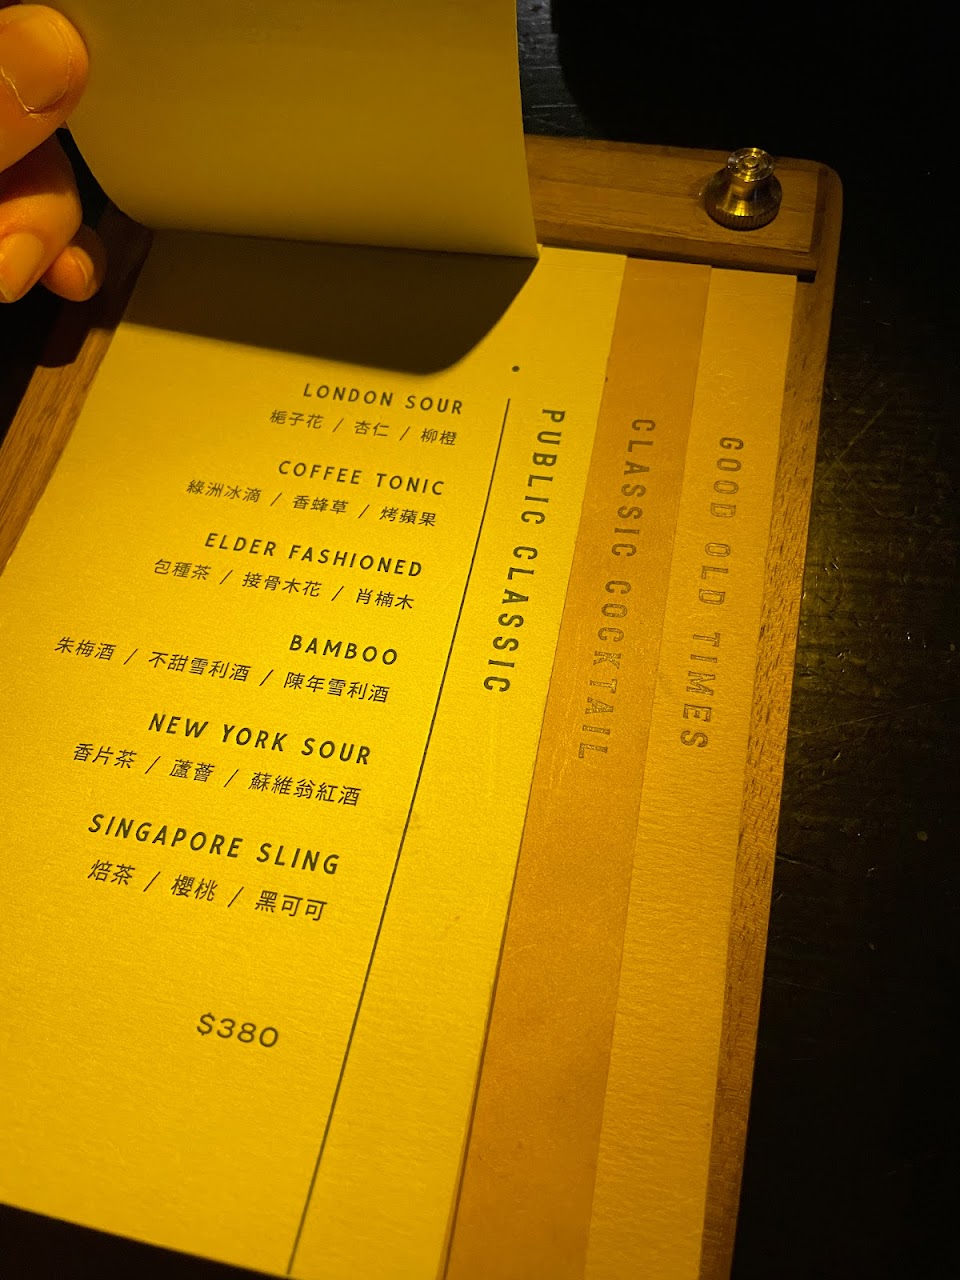 LONDON SOUR
梔子花 / 杏仁 / 柳橙
COFFEE TONIC
綠洲冰滴 / 香蜂草 / 烤蘋果
ELDER FASHIONED
包種茶 / 接骨木花 / 肖楠木
BAMBOO
朱梅酒 / 不甜雪利酒 / 陳年雪利酒
NEW YORK SOUR
香片茶 / 蘆薈 / 蘇維翁紅酒
SINGAPORE SLING
焙茶 / 櫻桃 / 黑可可
$380
PUBLIC CLASSIC
CLASSIC COCKTAIL
GOOD OLD TIMES